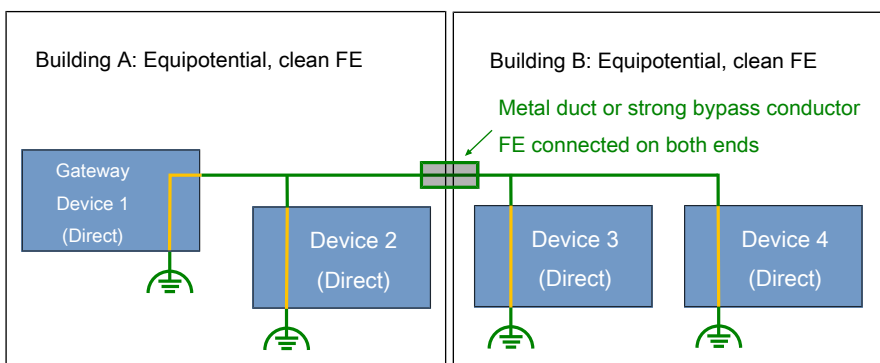 Building A: Equipotential, clean FE
Building B: Equipotential, clean FE
Metal duct or strong bypass conductor
FE connected on both ends
Gateway
Device 1
(Direct)
Device 2
(Direct)
Device 3
(Direct)
Device 4
(Direct)